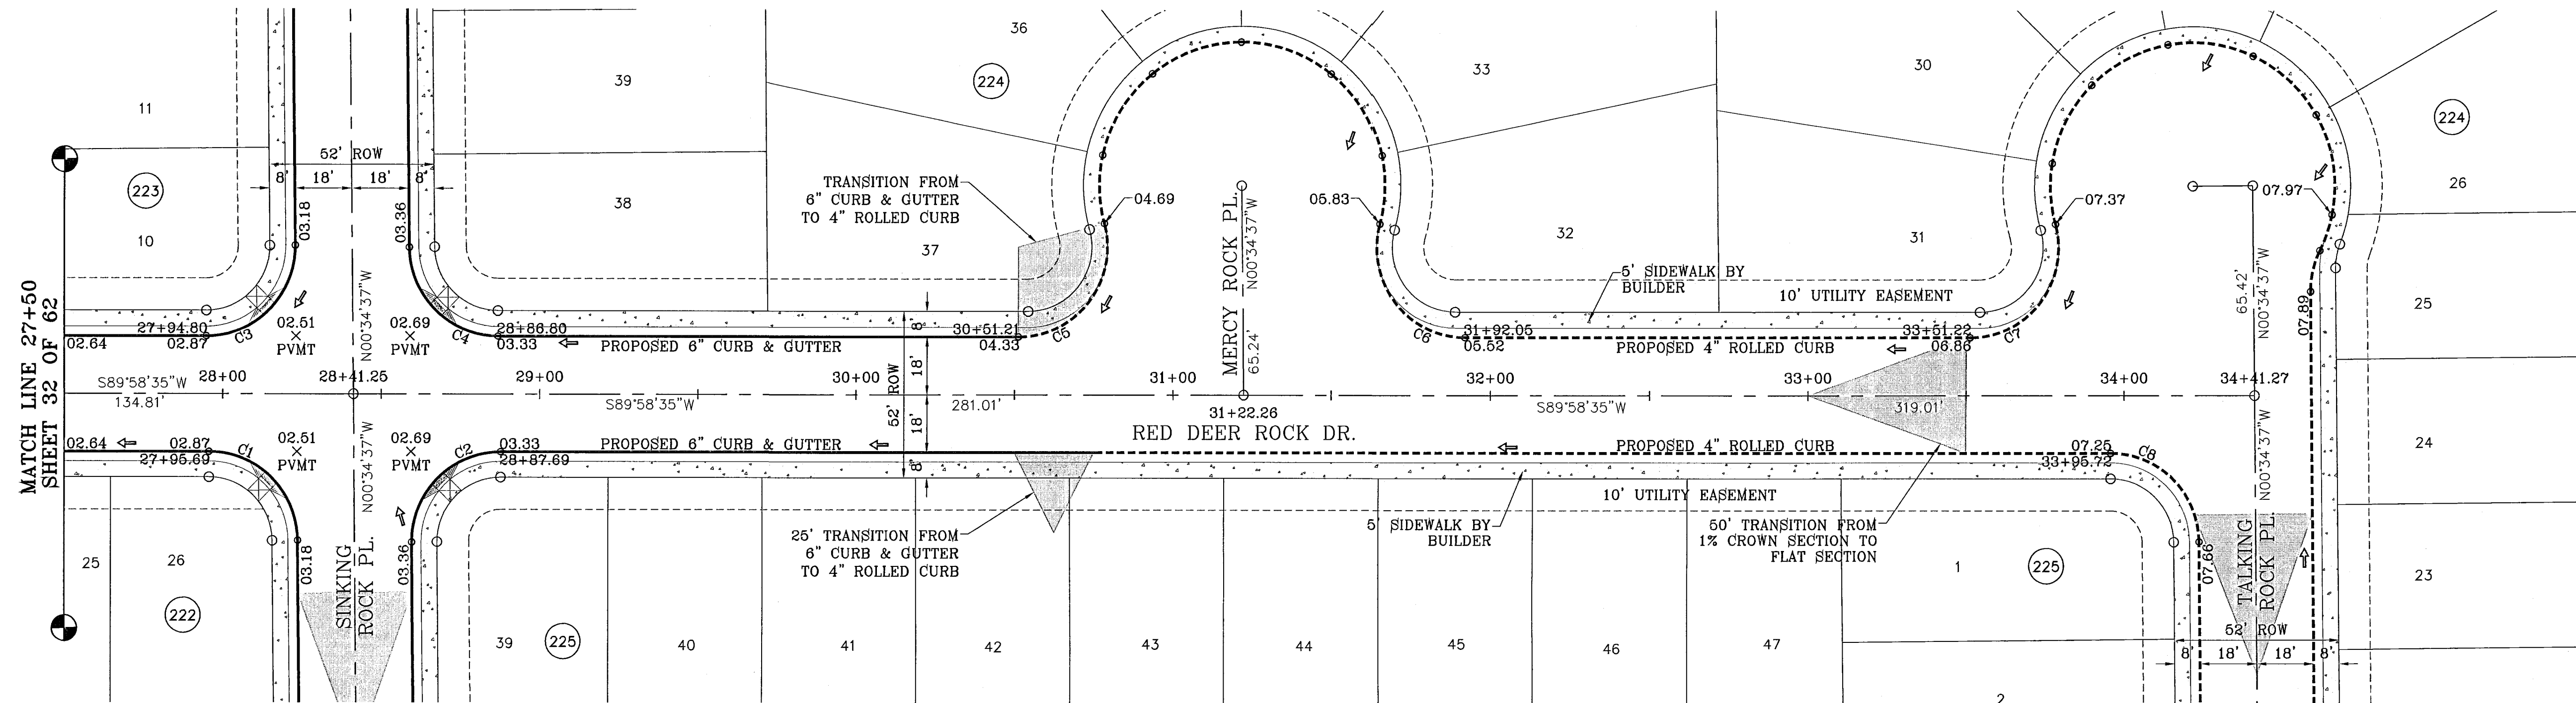 36
39
224
33
30
224
11
52' ROW
8'
18'
18'
8'
223
TRANSITION FROM
6" CURB & GUTTER
TO 4" ROLLED CURB
26
03.18
03.36
38
04.69
05.83
07.37
07.97
10
37
32
31
MERCY ROCK PL.
N00°34'37"W
65.24'
65.42'
N00°34'37"W
07.89
25
5' SIDEWALK BY
BUILDER
10' UTILITY EASEMENT
MATCH LINE 27+50
SHEET 32 OF 62
27+94.80
02.64
02.87
C3
02.51
PVMT
N00°34'37"W
02.69
PVMT
C4
28+86.80
03.33
PROPOSED 6" CURB & GUTTER
8'
30+51.21
04.33
C5
C6
31+92.05
05.52
PROPOSED 4" ROLLED CURB
33+51.22
06.86
C7
S89°58'35"W
134.81'
28+00
28+41.25
29+00
S89°58'35"W
30+00
52' ROW
18'
18'
281.01'
31+00
31+22.26
32+00
S89°58'35"W
33+00
319.01'
34+00
34+41.27
RED DEER ROCK DR.
02.64
02.87
27+95.69
C1
02.51
PVMT
02.69
PVMT
C2
03.33
28+87.69
PROPOSED 6" CURB & GUTTER
8'
PROPOSED 4" ROLLED CURB
07.25
33+95.72
C8
N00°34'37"W
24
N00°34'37"W
10' UTILITY EASEMENT
25' TRANSITION FROM
6" CURB & GUTTER
TO 4" ROLLED CURB
5' SIDEWALK BY
BUILDER
50' TRANSITION FROM
1% CROWN SECTION TO
FLAT SECTION
25
26
03.18
SINKING
ROCK PL.
03.36
1
225
07.66
TALKING
ROCK PL.
23
222
39
225
40
41
42
43
44
45
46
47
52' ROW
8'
18'
18'
8'
2